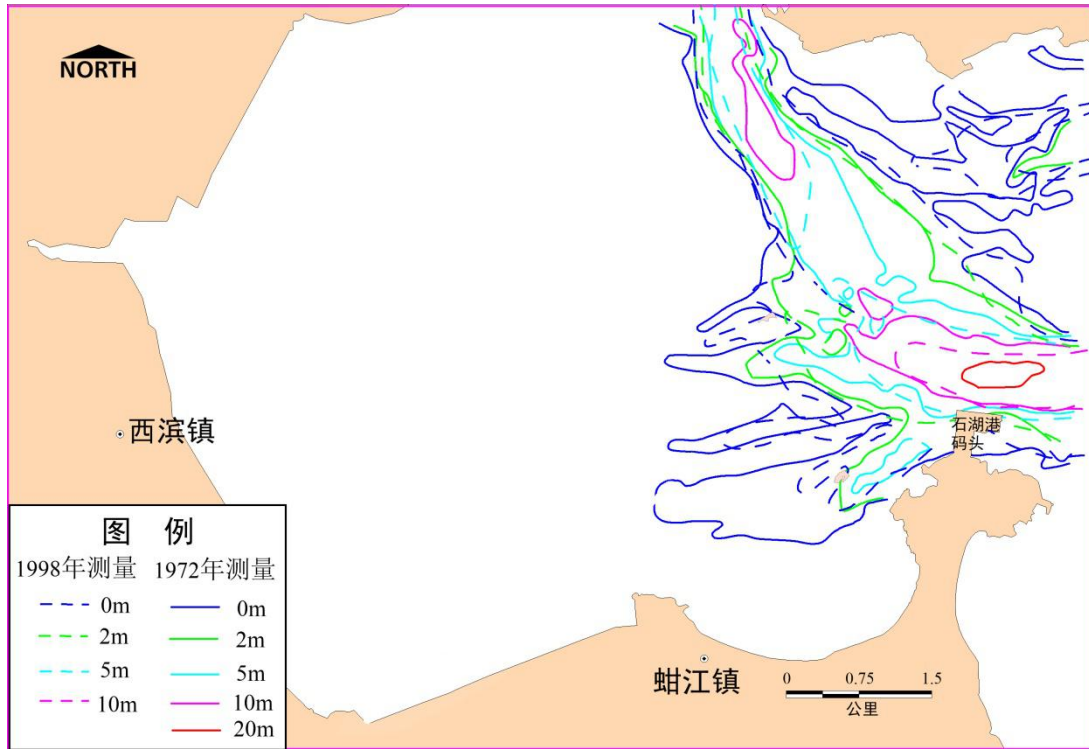 NORTH
西滨镇
石湖港
码头
图 例
1998年测量 1972年测量
0m 0m
2m 2m
5m 5m
10m 10m
20m
蚶江镇
0 0.75 1.5
公里